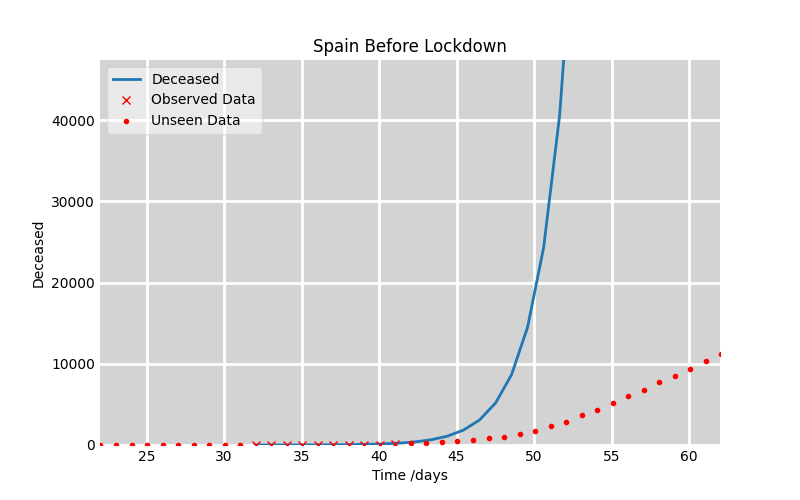 Spain Before Lockdown
Deceased
Observed Data
Unseen Data
40000
30000
20000
10000
0
Deceased
25 30 35 40 45 50 55 60
Time /days